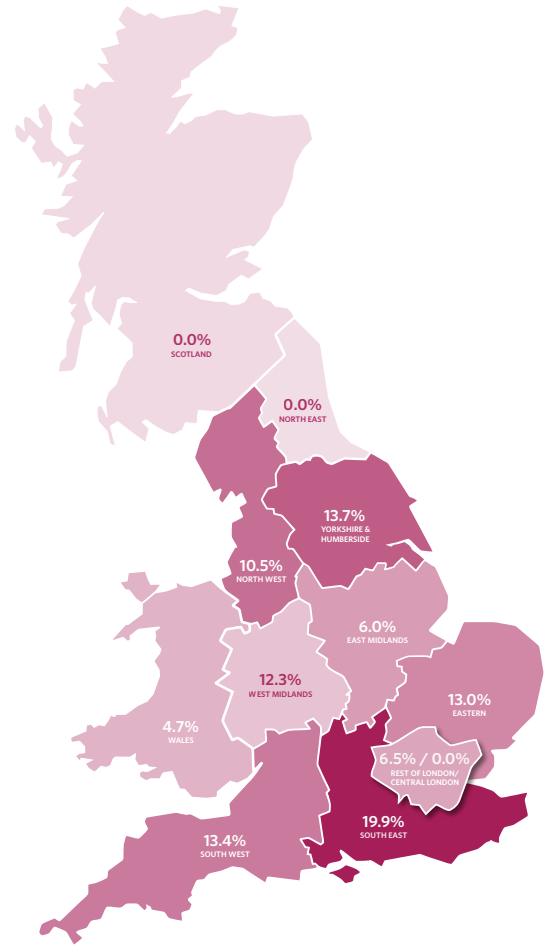 0.0%
SCOTLAND
0.0%
NORTH EAST
13.7%
YORKSHIRE &
HUMBERSIDE
10.5%
NORTH WEST
6.0%
EAST MIDLANDS
12.3%
WEST MIDLANDS
13.0%
EASTERN
4.7%
WALES
6.5% / 0.0%
REST OF LONDON/
CENTRAL LONDON
19.9%
SOUTH EAST
13.4%
SOUTH WEST